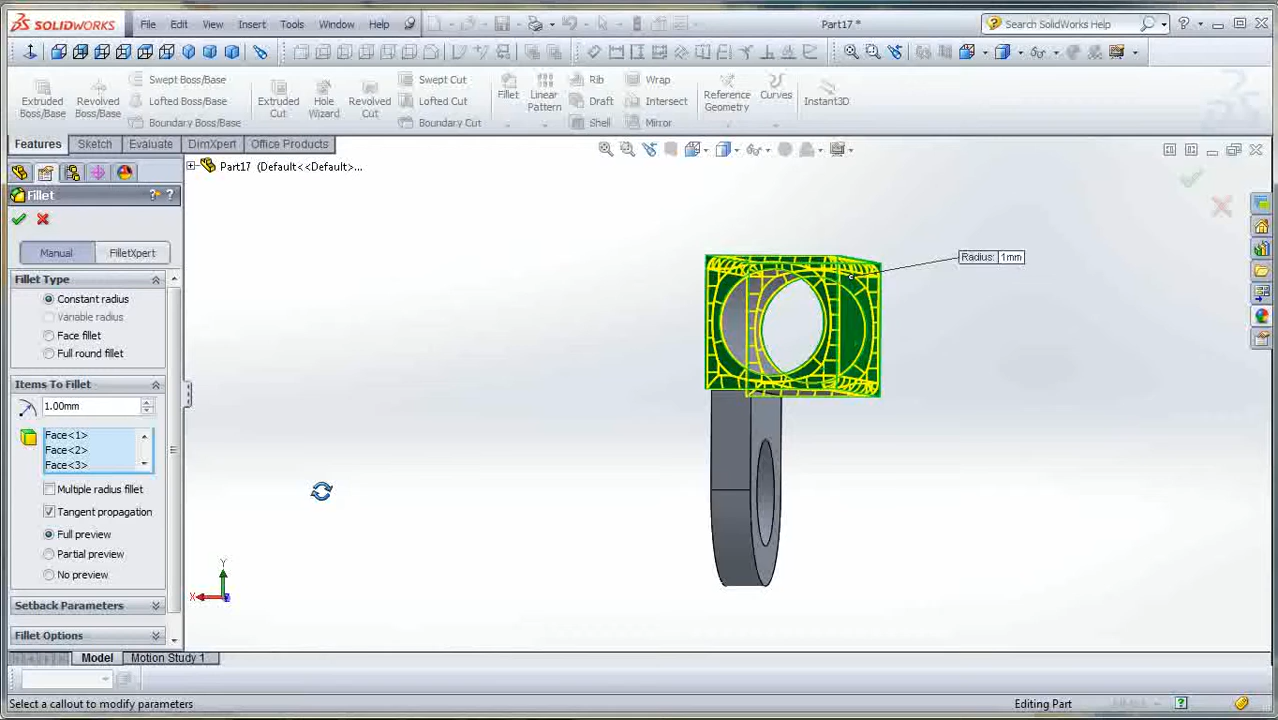 SOLIDWORKS File Edit View Insert Tools Window Help Part17 * Search SolidWorks Help
Extruded Boss/Base
Revolved Boss/Base
Swept Boss/Base
Lofted Boss/Base
Boundary Boss/Base
Extruded Cut
Hole Wizard
Revolved Cut
Swept Cut
Lofted Cut
Boundary Cut
Fillet
Linear Pattern
Rib
Draft
Shell
Wrap
Intersect
Mirror
Reference Geometry
Curves
Instant3D
Features Sketch Evaluate DimXpert Office Products
Part17 (Default<<Default>...
Fillet ? ?
Manual FilletXpert
Fillet Type
Constant radius
Variable radius
Face fillet
Full round fillet
Items To Fillet
1.00mm
Face<1>
Face<2>
Face<3>
Multiple radius fillet
Tangent propagation
Full preview
Partial preview
No preview
Setback Parameters
Fillet Options
Radius: 1mm
Y
X
Model Motion Study 1
Select a callout to modify parameters Editing Part